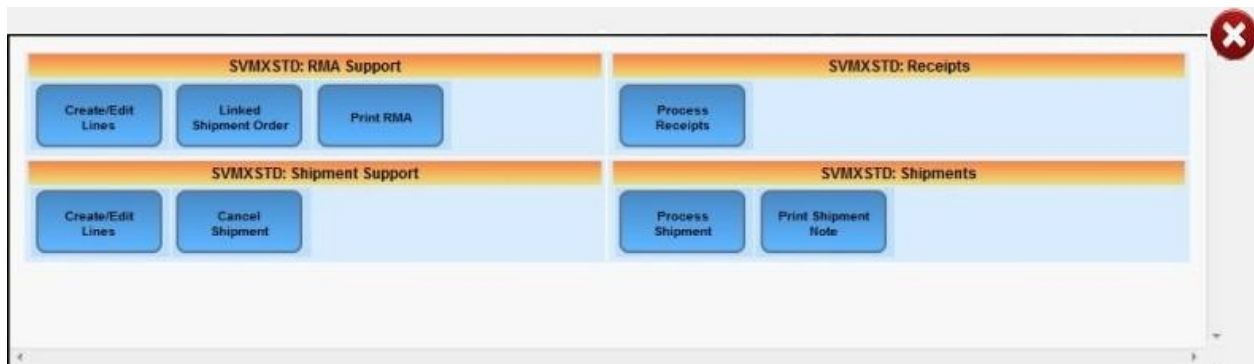 SVMXSTD: RMA Support
Create/Edit
Lines
Linked
Shipment Order
Print RMA
SVMXSTD: Receipts
Process
Receipts
SVMXSTD: Shipment Support
Create/Edit
Lines
Cancel
Shipment
SVMXSTD: Shipments
Process
Shipment
Print Shipment
Note